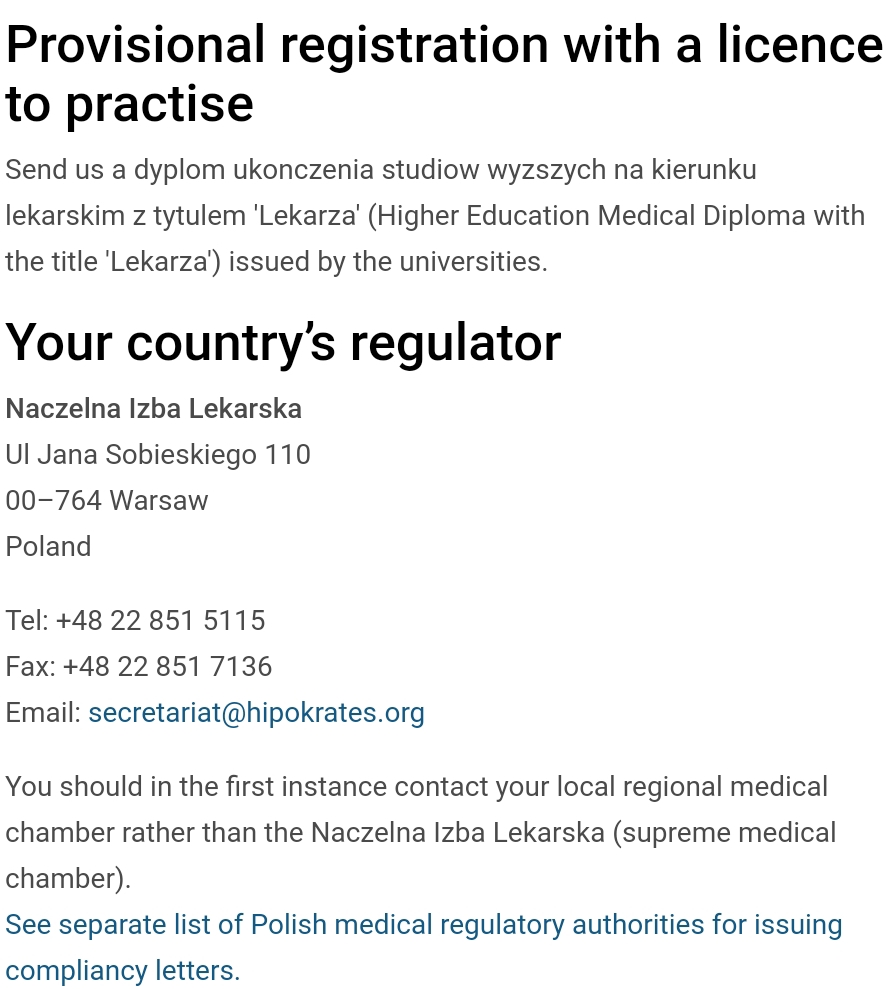 Provisional registration with a licence
to practise
Send us a dyplom ukonczenia studiow wyzszych na kierunku
lekarskim z tytulem 'Lekarza' (Higher Education Medical Diploma with
the title 'Lekarza') issued by the universities.
Your country’s regulator
Naczelna Izba Lekarska
Ul Jana Sobieskiego 110
00–764 Warsaw
Poland
Tel: +48 22 851 5115
Fax: +48 22 851 7136
Email: secretariat@hipokrates.org
You should in the first instance contact your local regional medical
chamber rather than the Naczelna Izba Lekarska (supreme medical
chamber).
See separate list of Polish medical regulatory authorities for issuing
compliancy letters.